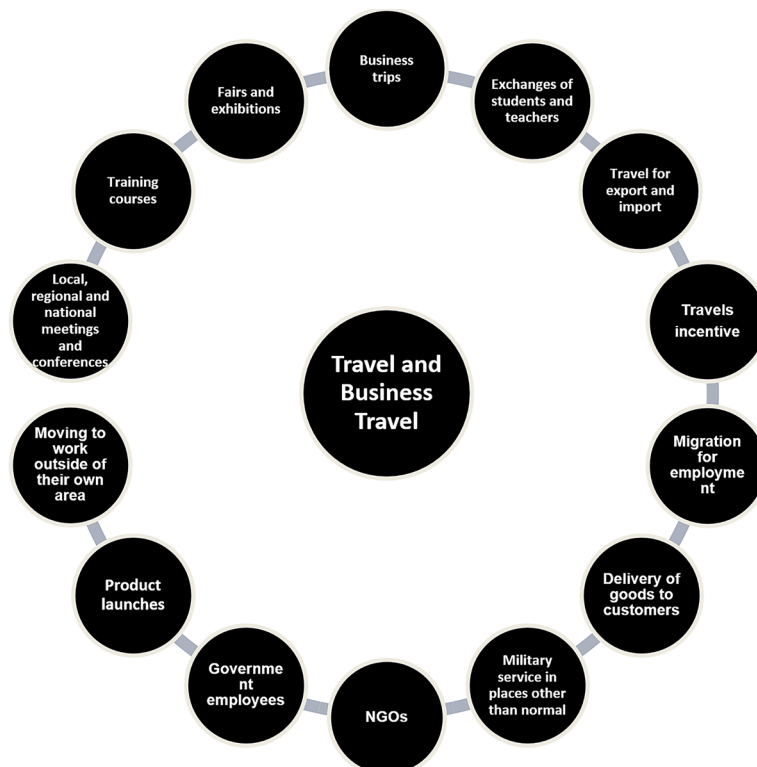 Business
trips
Exchanges of
students and
teachers
Travel for
export and
import
Travels
incentive
Migration
for
employme
nt
Delivery of
goods to
customers
Military
service in
places other
than normal
NGOs
Governme
nt
employees
Product
launches
Moving to
work
outside of
their own
area
Local,
regional and
national
meetings
and
conferences
Training
courses
Fairs and
exhibitions
Travel and
Business
Travel